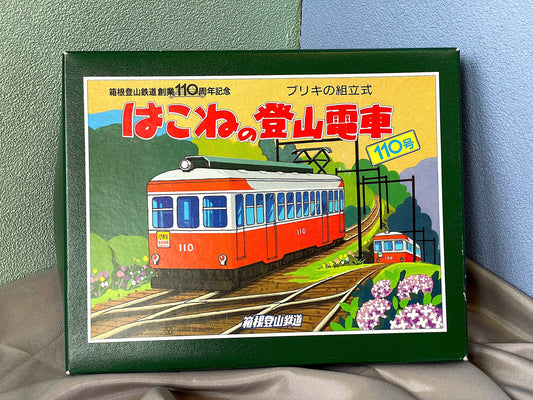 箱根登山鉄道創業110周年記念
ブリキの組立式
はこねの登山電車
110号
110
箱根登山鉄道